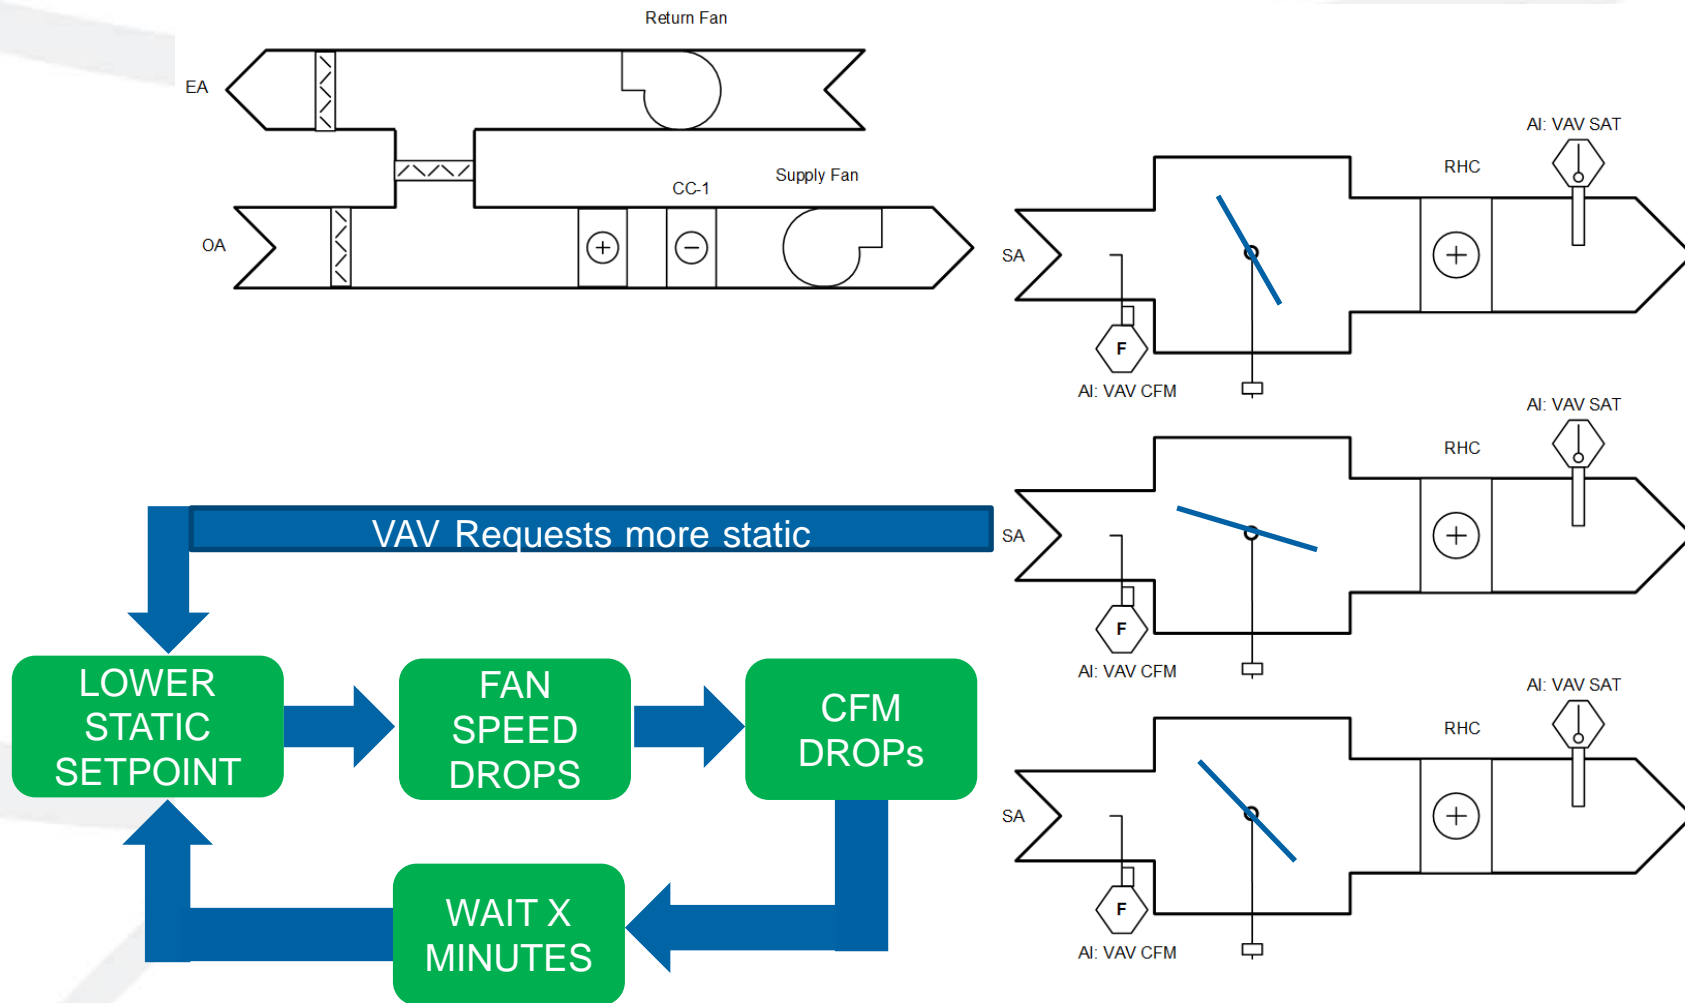 Return Fan
EA
Supply Fan
CC-1
OA
AI: VAV SAT
RHC
SA
F
AI: VAV CFM
AI: VAV SAT
RHC
SA
F
AI: VAV CFM
AI: VAV SAT
RHC
SA
F
AI: VAV CFM
VAV Requests more static
LOWER
STATIC
SETPOINT
FAN
SPEED
DROPS
CFM
DROPs
WAIT X
MINUTES